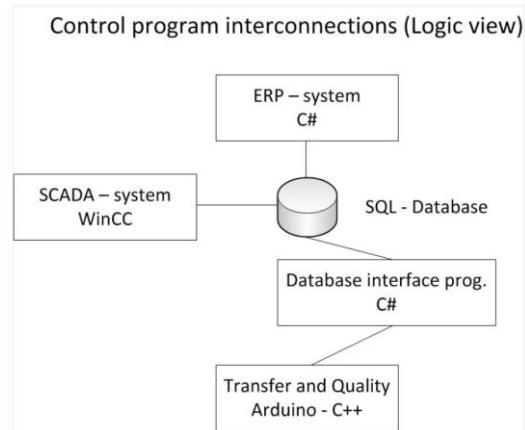 Control program interconnections (Logic view)
ERP – system
C#
SCADA – system
WinCC
SQL - Database
Database interface prog.
C#
Transfer and Quality
Arduino - C++